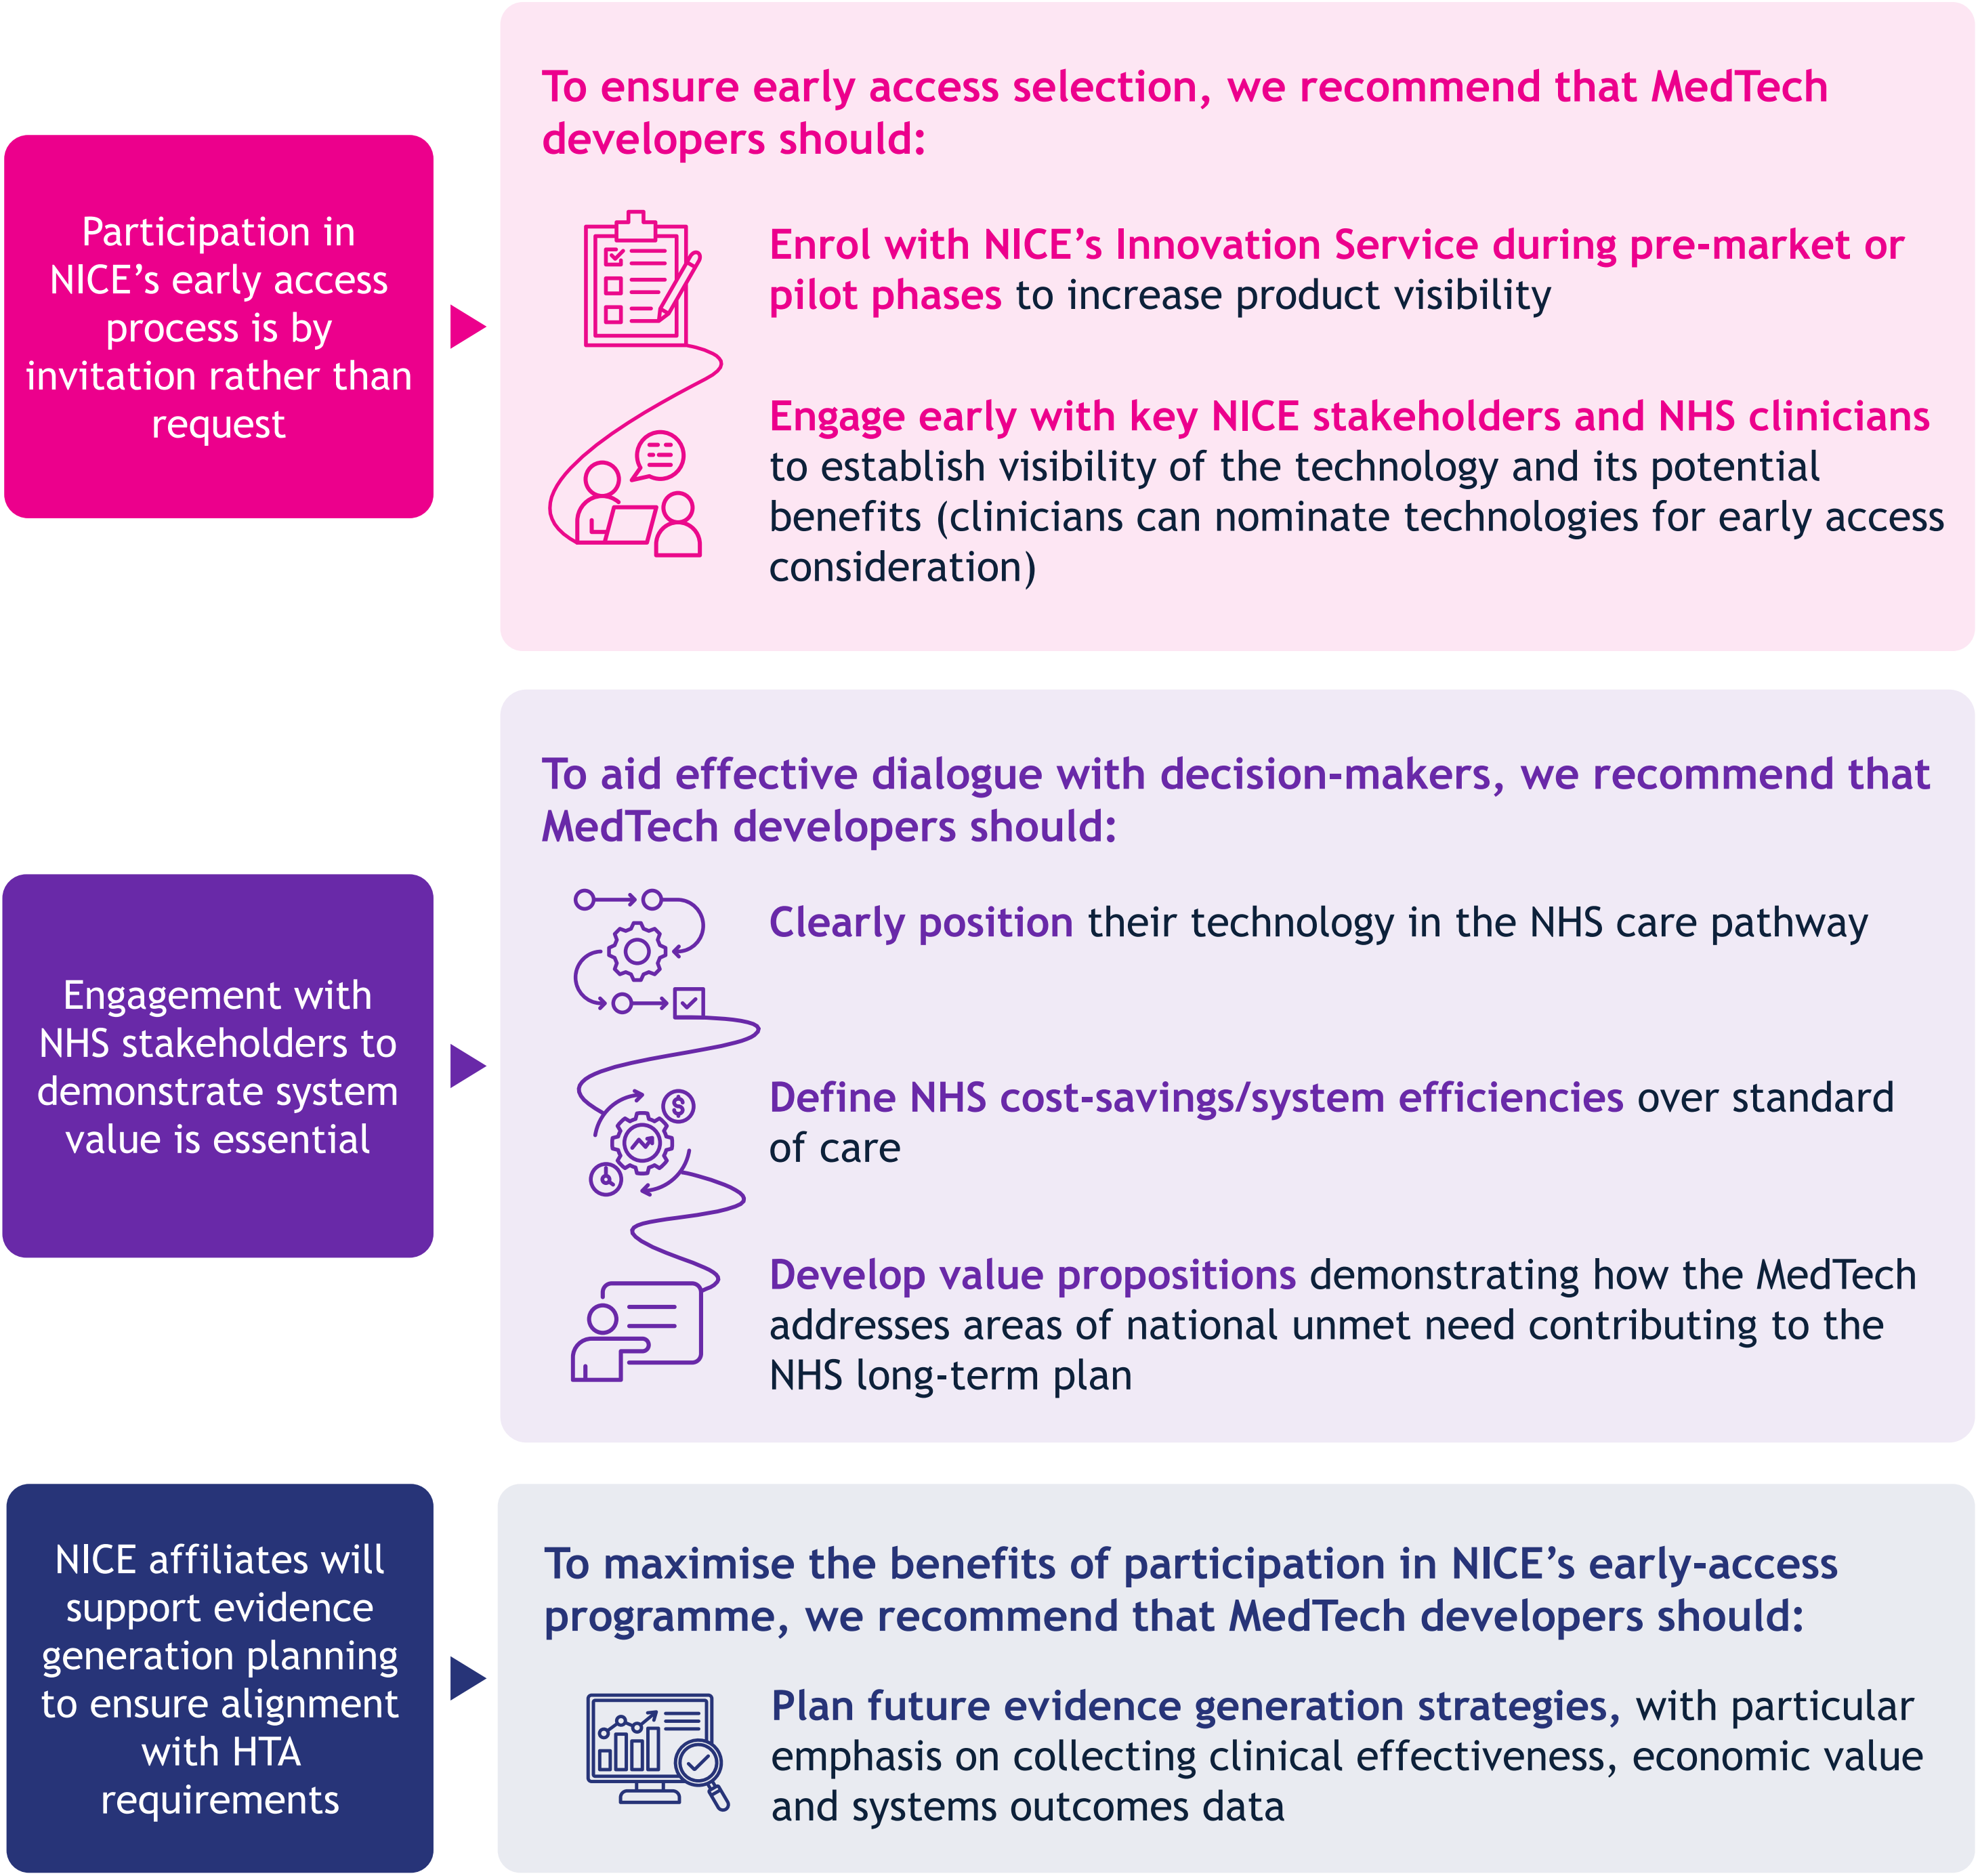 Participation in
NICE’s early access
process is by
invitation rather than
request
To ensure early access selection, we recommend that MedTech
developers should:
Enrol with NICE’s Innovation Service during pre-market or
pilot phases to increase product visibility
Engage early with key NICE stakeholders and NHS clinicians
to establish visibility of the technology and its potential
benefits (clinicians can nominate technologies for early access
consideration)
Engagement with
NHS stakeholders to
demonstrate system
value is essential
To aid effective dialogue with decision-makers, we recommend that
MedTech developers should:
Clearly position their technology in the NHS care pathway
Define NHS cost-savings/system efficiencies over standard
of care
$
Develop value propositions demonstrating how the MedTech
addresses areas of national unmet need contributing to the
NHS long-term plan
NICE affiliates will
support evidence
generation planning
to ensure alignment
with HTA
requirements
To maximise the benefits of participation in NICE’s early-access
programme, we recommend that MedTech developers should:
Plan future evidence generation strategies, with particular
emphasis on collecting clinical effectiveness, economic value
and systems outcomes data